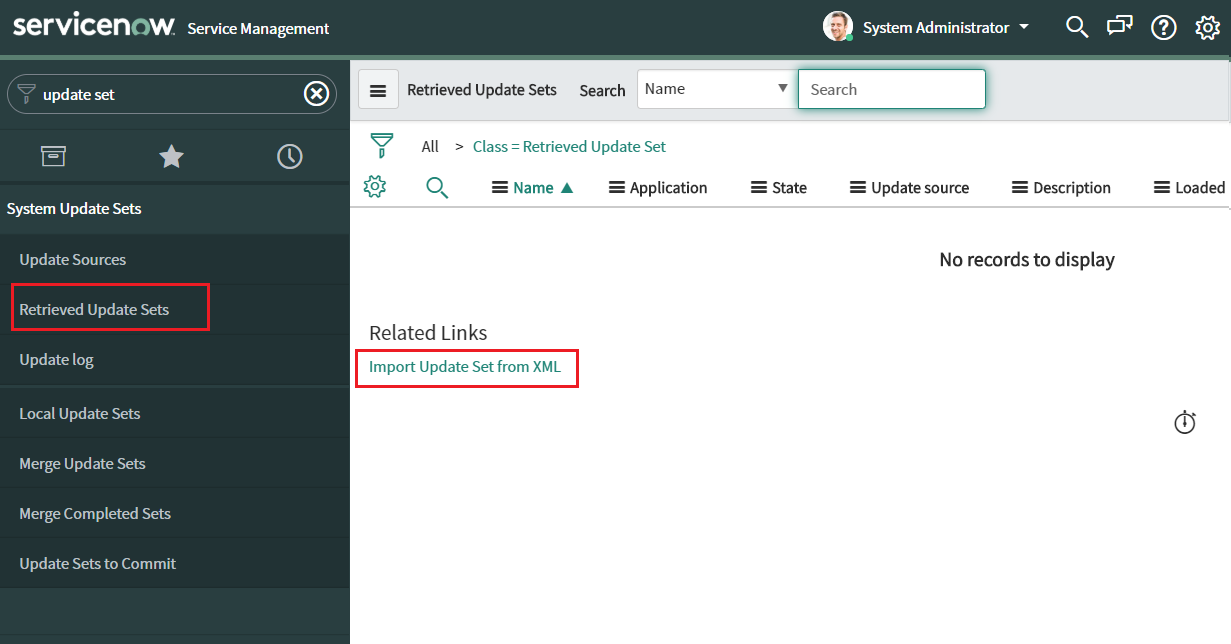 servicenow. Service Management
System Administrator
update set
System Update Sets
Update Sources
Retrieved Update Sets
Update log
Local Update Sets
Merge Update Sets
Merge Completed Sets
Update Sets to Commit
Retrieved Update Sets Search Name Search
All > Class = Retrieved Update Set
Name Application State Update source Description Loaded
No records to display
Related Links
Import Update Set from XML